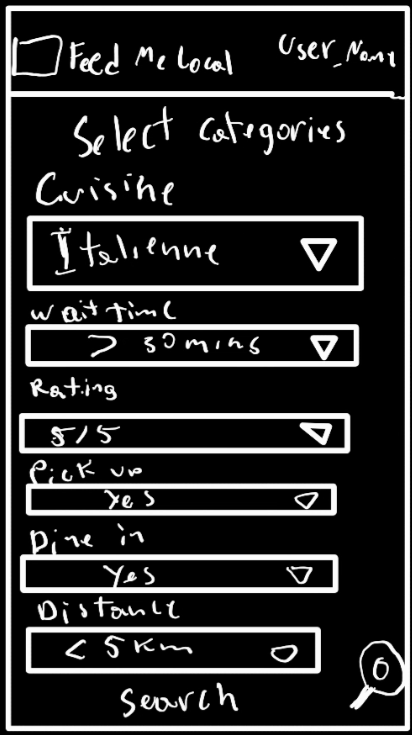 Feed Me Local User_Name
Select Categories
Cuisine
Italienne
wait time
> 30 mins
Rating
5/5
Pick up
Yes
Dine in
Yes
Distance
< 5 Km
Search